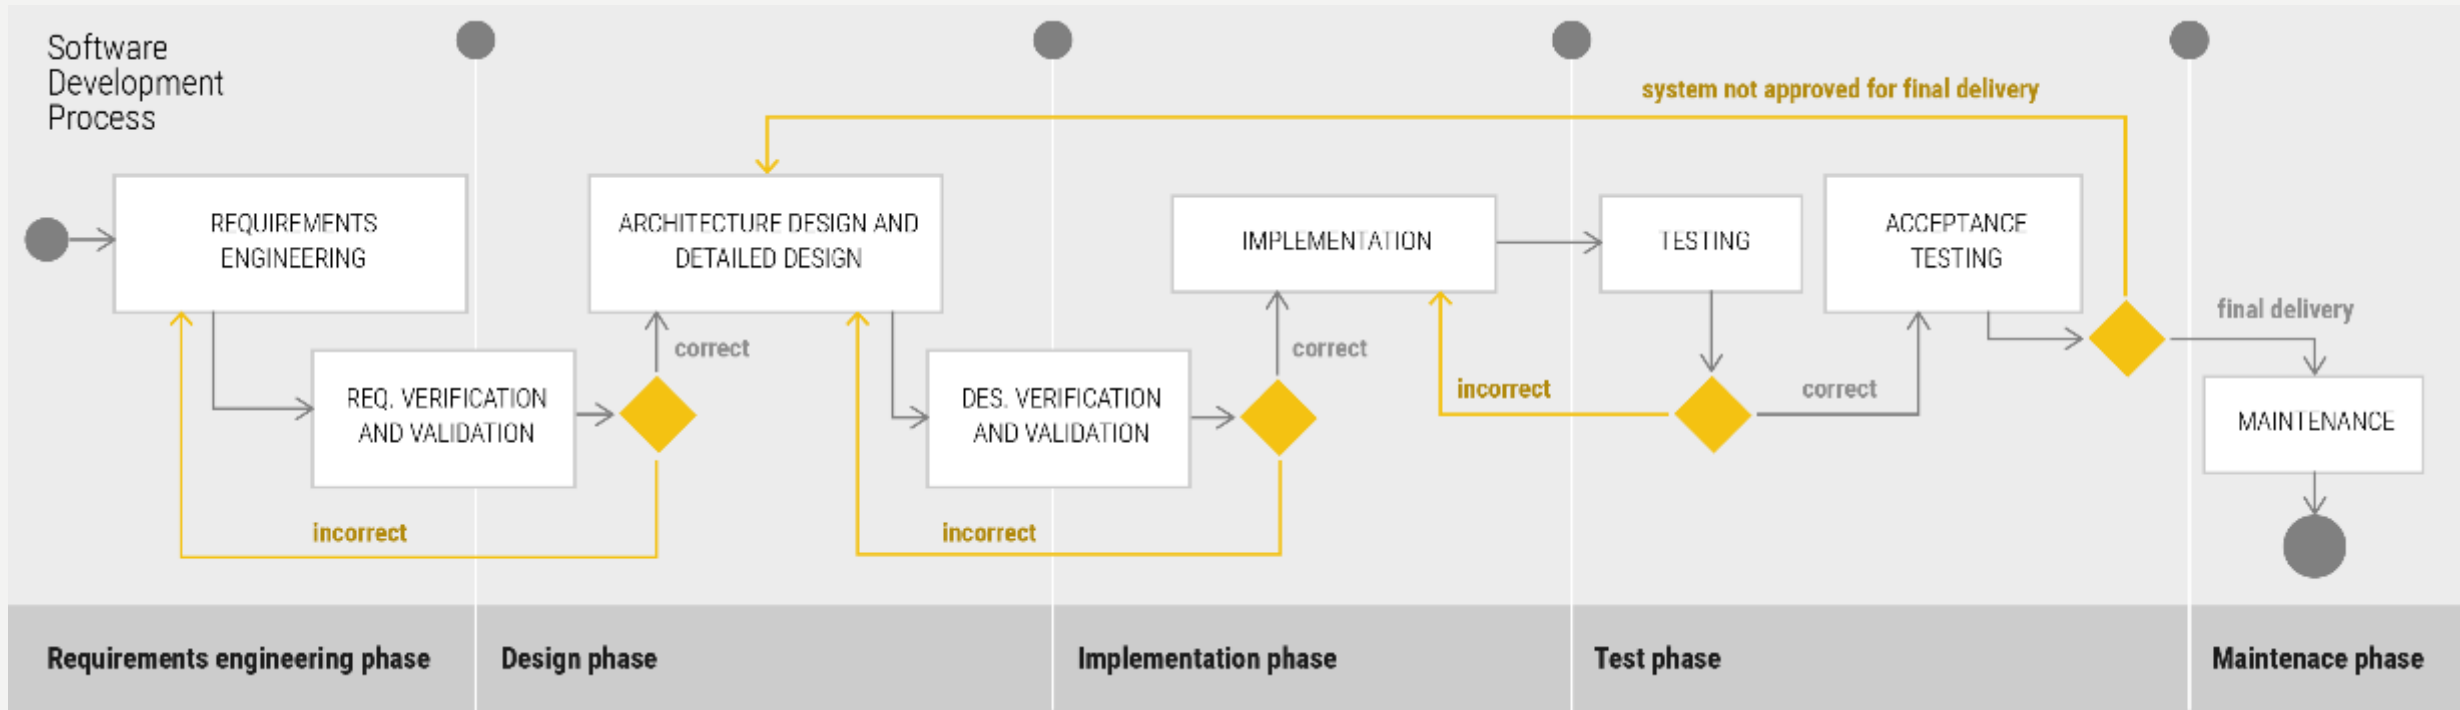 Software
Development
Process
system not approved for final delivery
REQUIREMENTS
ENGINEERING
ARCHITECTURE DESIGN AND
DETAILED DESIGN
IMPLEMENTATION
TESTING
ACCEPTANCE
TESTING
final delivery
correct
correct
REQ. VERIFICATION
AND VALIDATION
DES. VERIFICATION
AND VALIDATION
incorrect
correct
MAINTENANCE
incorrect
incorrect
Requirements engineering phase
Design phase
Implementation phase
Test phase
Maintenace phase